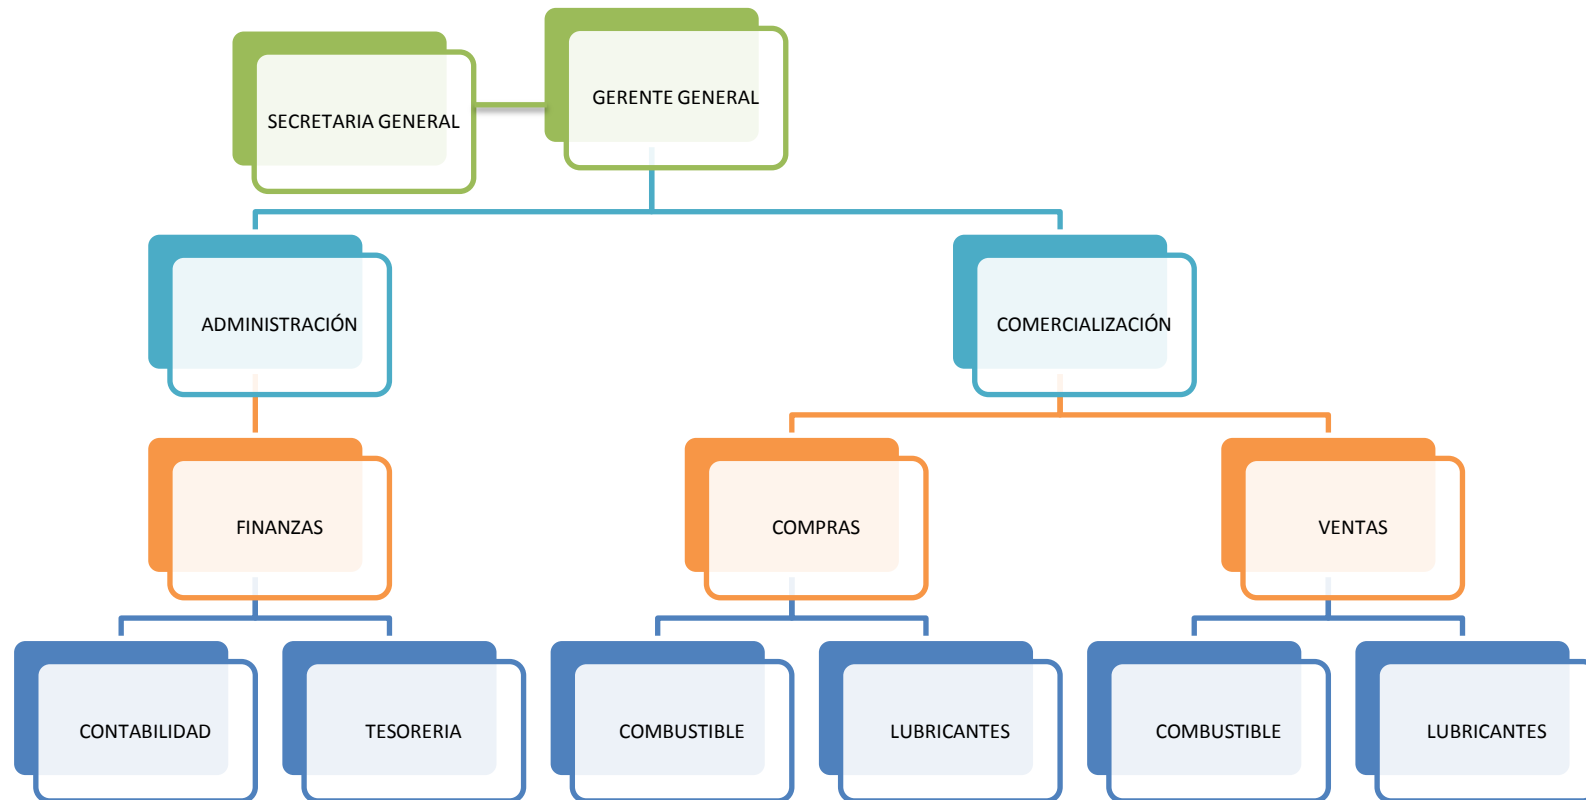 GERENTE GENERAL
SECRETARIA GENERAL
ADMINISTRACIÓN
COMERCIALIZACIÓN
FINANZAS
COMPRAS
VENTAS
CONTABILIDAD
TESORERIA
COMBUSTIBLE
LUBRICANTES
COMBUSTIBLE
LUBRICANTES